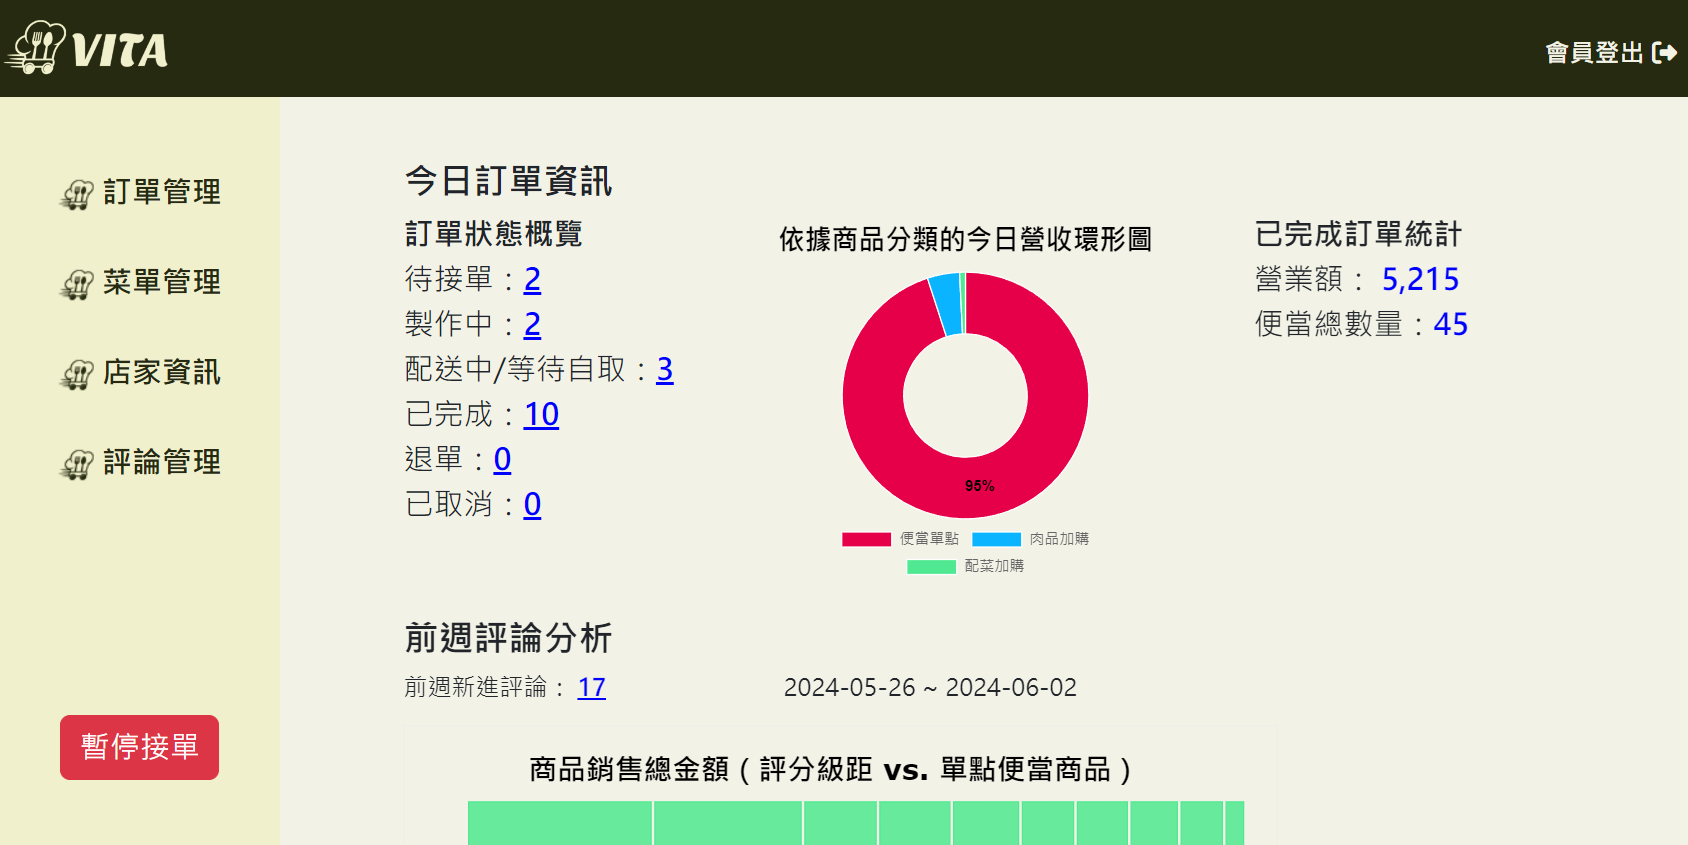 VITA
會員登出
訂單管理
菜單管理
店家資訊
評論管理
暫停接單
今日訂單資訊
訂單狀態概覽
待接單：2
製作中：2
配送中/等待自取：3
已完成：10
退單：0
已取消：0
依據商品分類的今日營收環形圖
95%
便當單點 肉品加購
配菜加購
已完成訂單統計
營業額： 5,215
便當總數量：45
前週評論分析
前週新進評論： 17
2024-05-26 ~ 2024-06-02
商品銷售總金額 ( 評分級距 vs. 單點便當商品 )